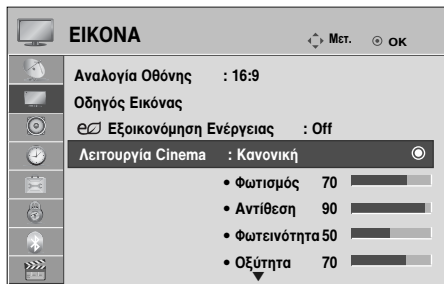 ΕΙΚΟΝΑ Μετ. OK
Αναλογία Οθόνης : 16:9
Οδηγός Εικόνας
Εξοικονόμηση Ενέργειας : Off
Λειτουργία Cinema : Κανονική
• Φωτισμός 70
• Αντίθεση 90
• Φωτεινότητα 50
• Οξύτητα 70